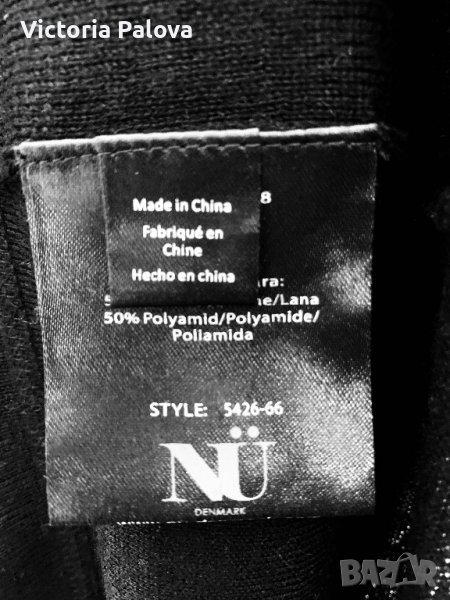 Victoria Palova
8
Made in China
Fabriqué en
Chine
Hecho en china
ara:
ne/Lana
50% Polyamid/Polyamide/
Poliamida
STYLE: 5426-66
NÜ
DENMARK
BAZAR